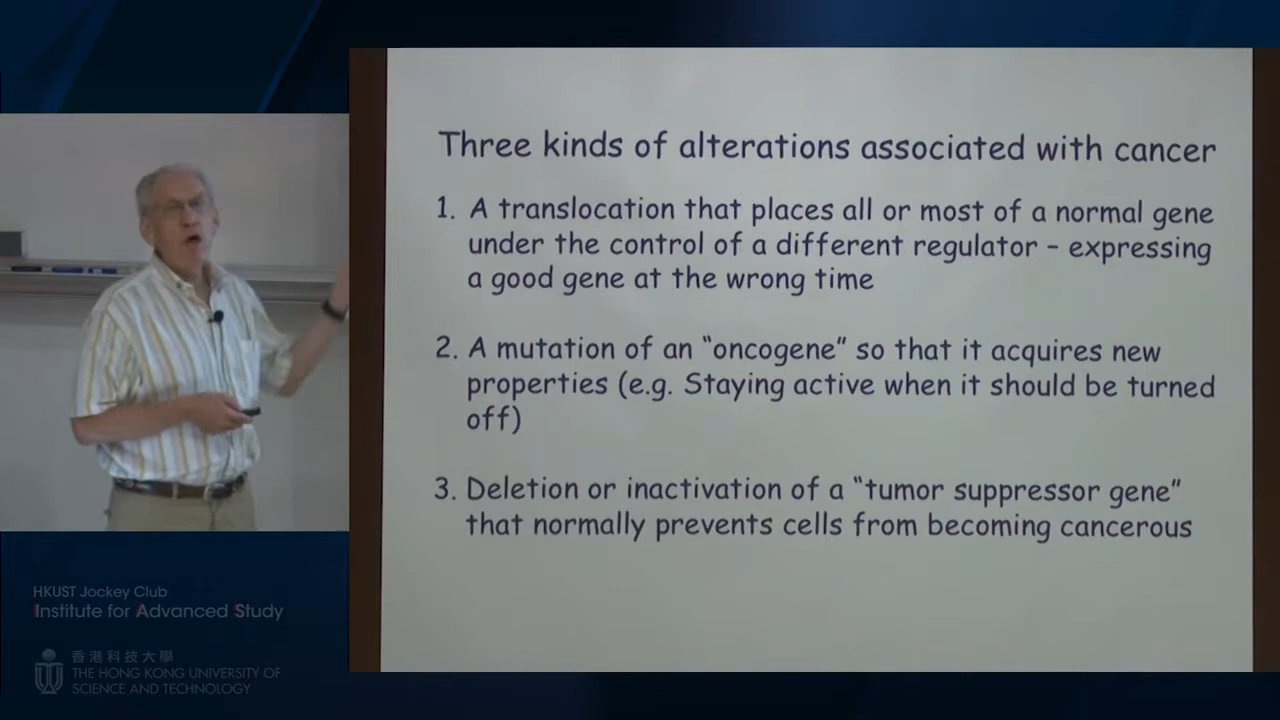 Three kinds of alterations associated with cancer
1. A translocation that places all or most of a normal gene
under the control of a different regulator – expressing
a good gene at the wrong time
2. A mutation of an “oncogene” so that it acquires new
properties (e.g. Staying active when it should be turned
off)
3. Deletion or inactivation of a “tumor suppressor gene”
that normally prevents cells from becoming cancerous
HKUST Jockey Club
Institute for Advanced Study
香港科技大學
THE HONG KONG UNIVERSITY OF
SCIENCE AND TECHNOLOGY